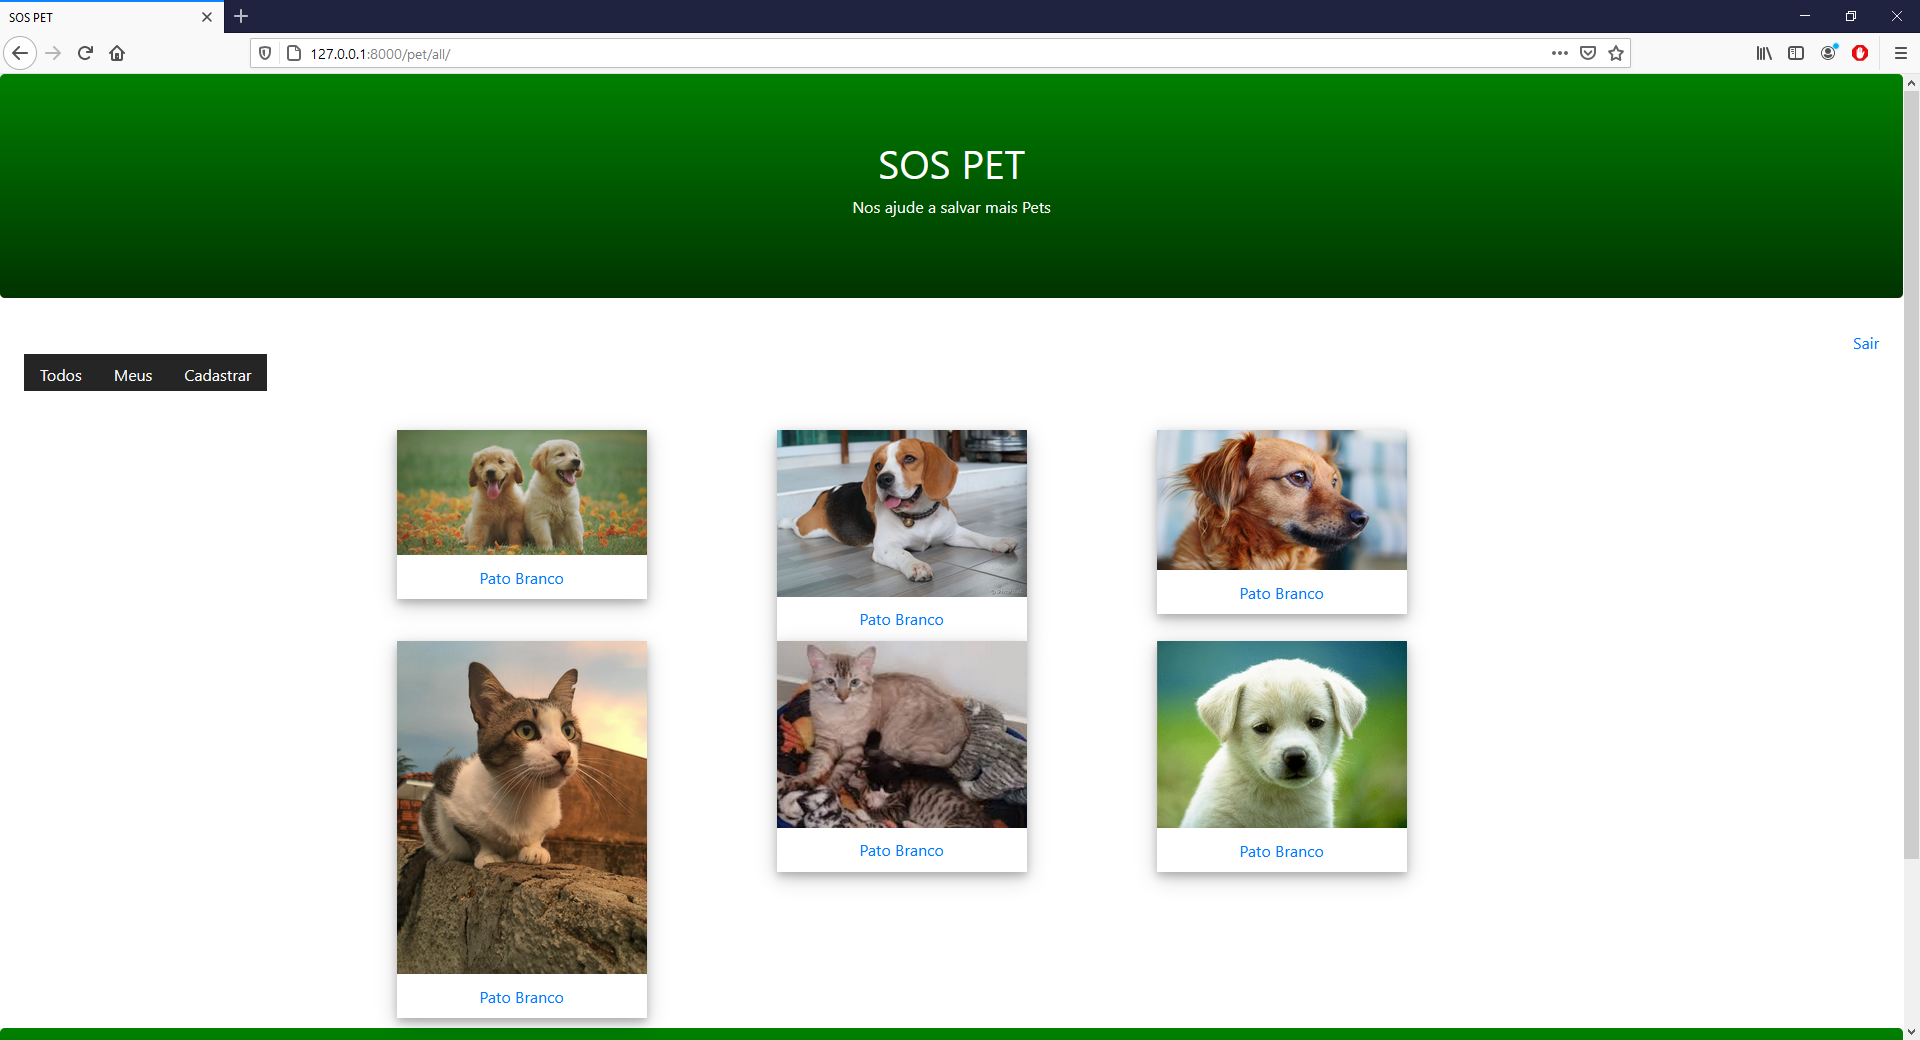 SOS PET
127.0.0.1:8000/pet/all/
SOS PET
Nos ajude a salvar mais Pets
Sair
Todos Meus Cadastrar
Pato Branco
Pato Branco
Pato Branco
Pato Branco
Pato Branco
Pato Branco